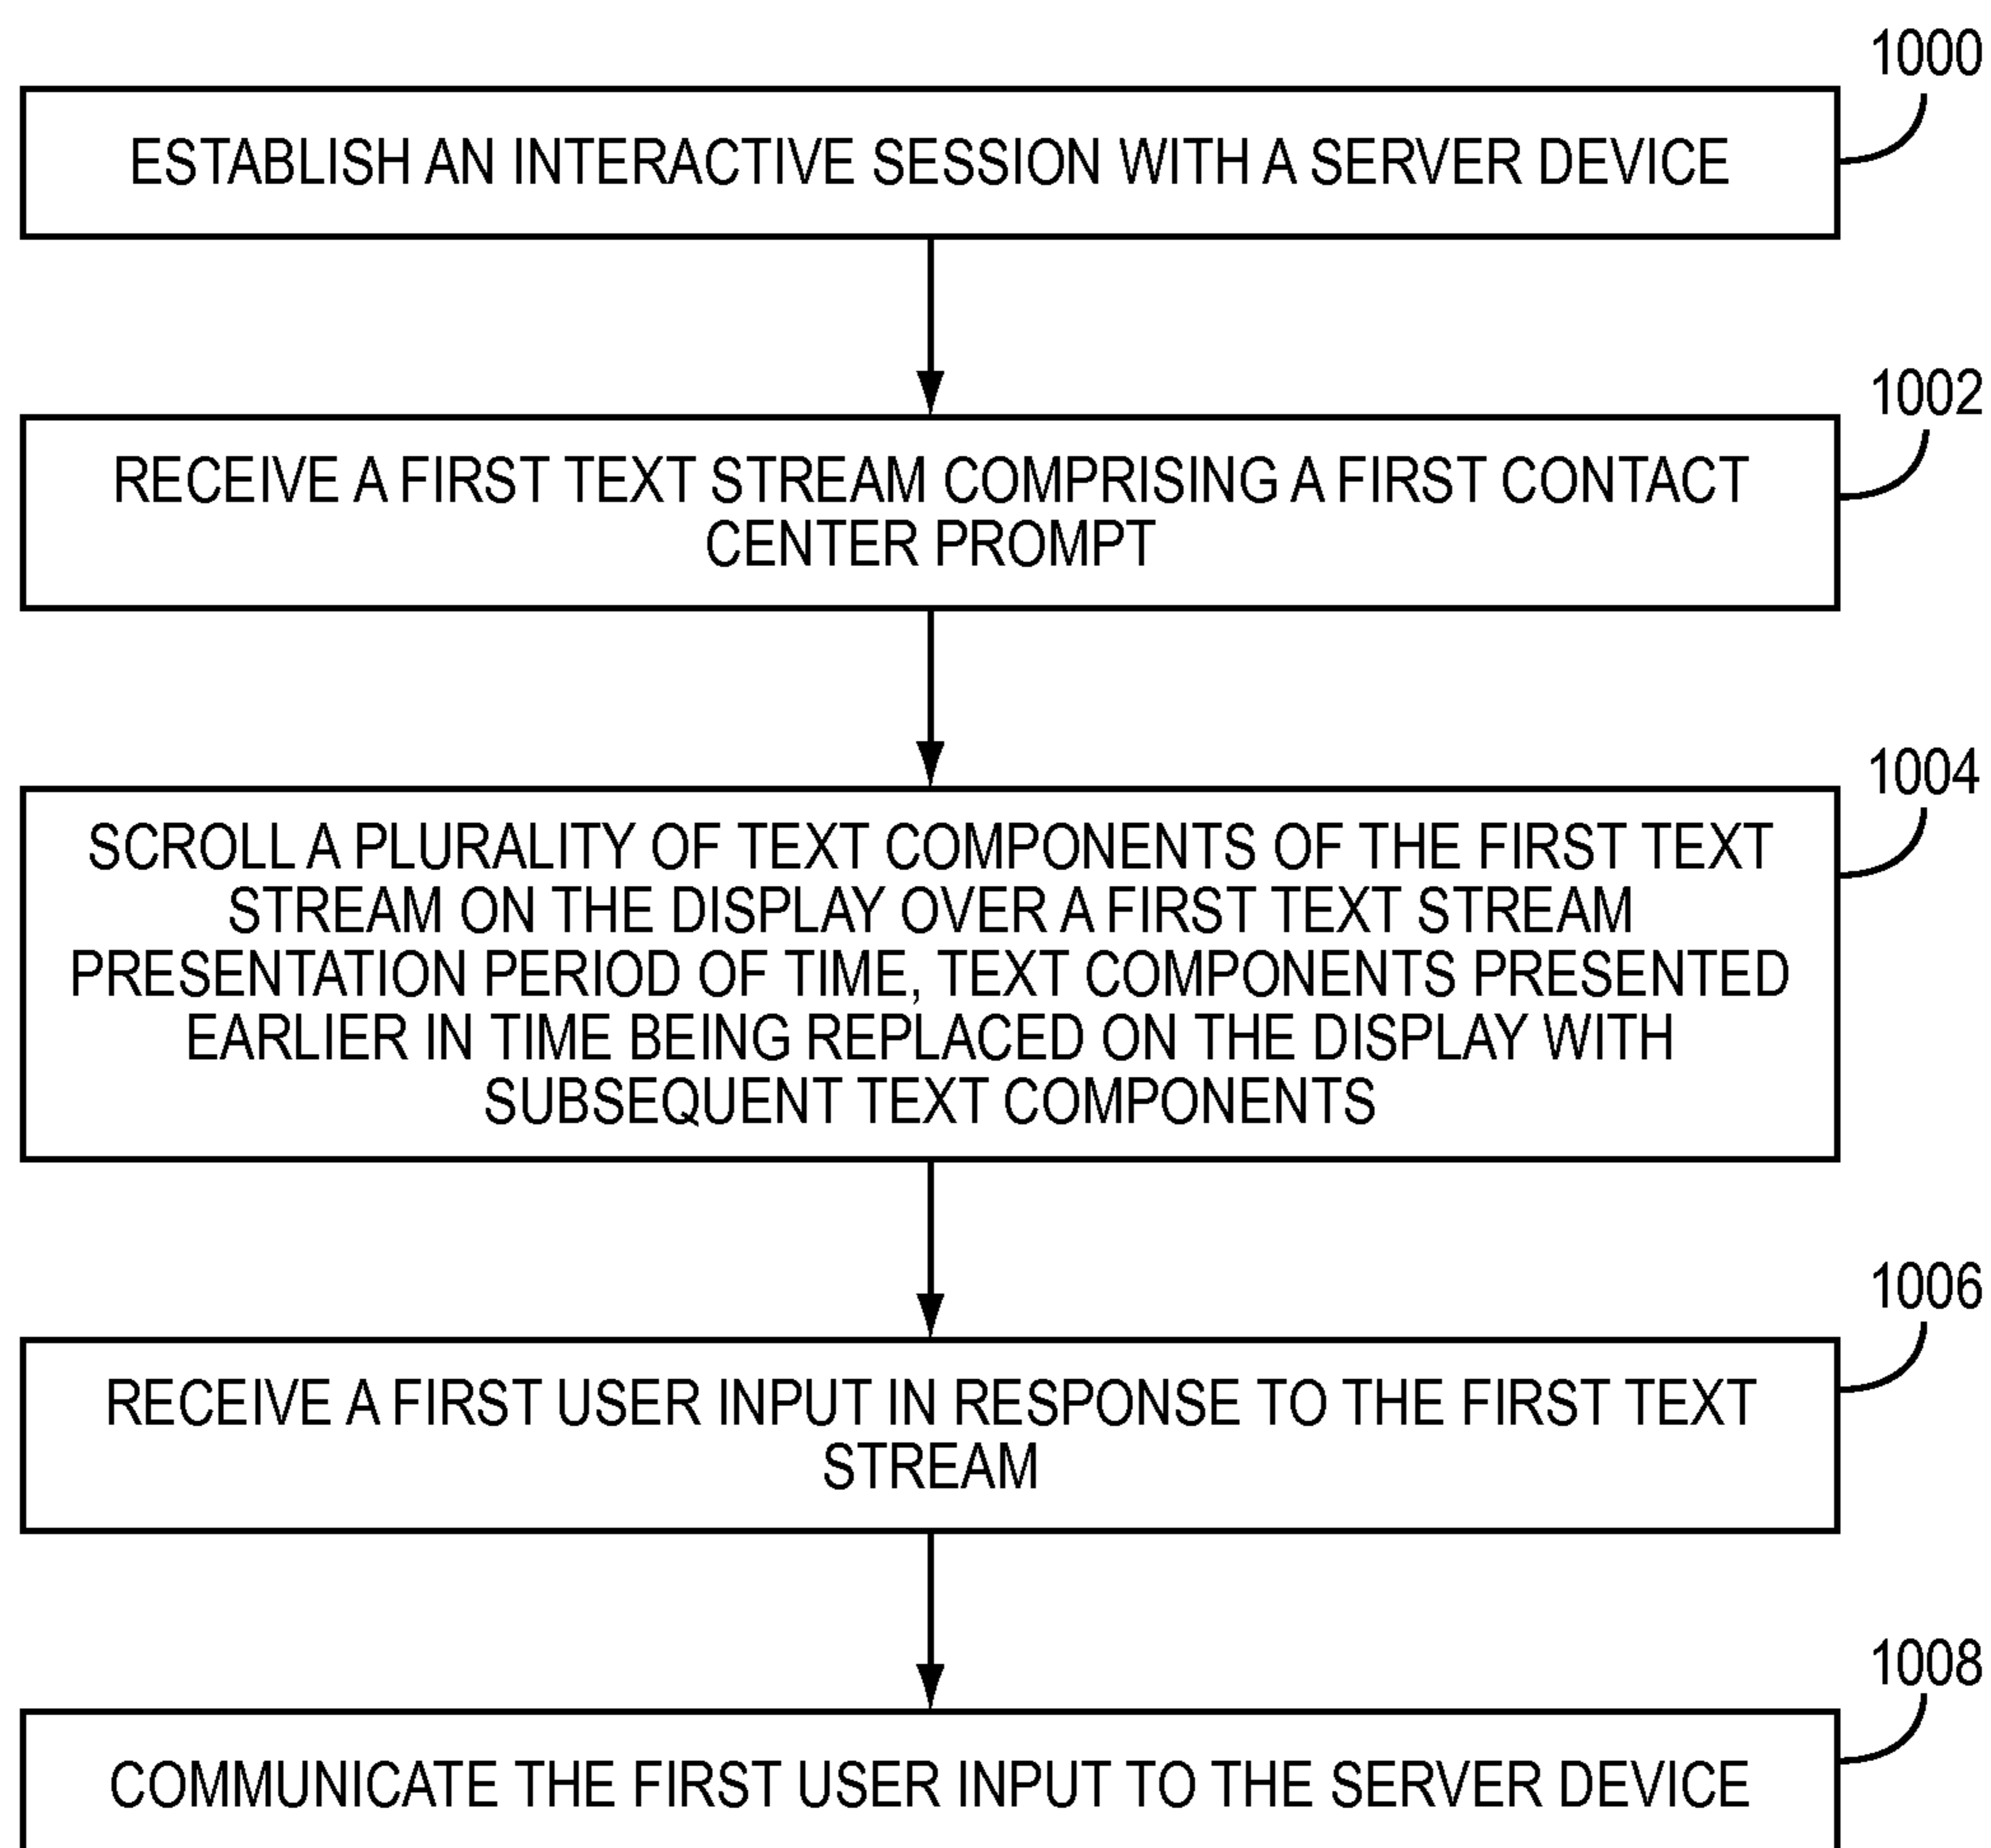 1000
ESTABLISH AN INTERACTIVE SESSION WITH A SERVER DEVICE
1002
RECEIVE A FIRST TEXT STREAM COMPRISING A FIRST CONTACT
CENTER PROMPT
1004
SCROLL A PLURALITY OF TEXT COMPONENTS OF THE FIRST TEXT
STREAM ON THE DISPLAY OVER A FIRST TEXT STREAM
PRESENTATION PERIOD OF TIME, TEXT COMPONENTS PRESENTED
EARLIER IN TIME BEING REPLACED ON THE DISPLAY WITH
SUBSEQUENT TEXT COMPONENTS
1006
RECEIVE A FIRST USER INPUT IN RESPONSE TO THE FIRST TEXT
STREAM
1008
COMMUNICATE THE FIRST USER INPUT TO THE SERVER DEVICE